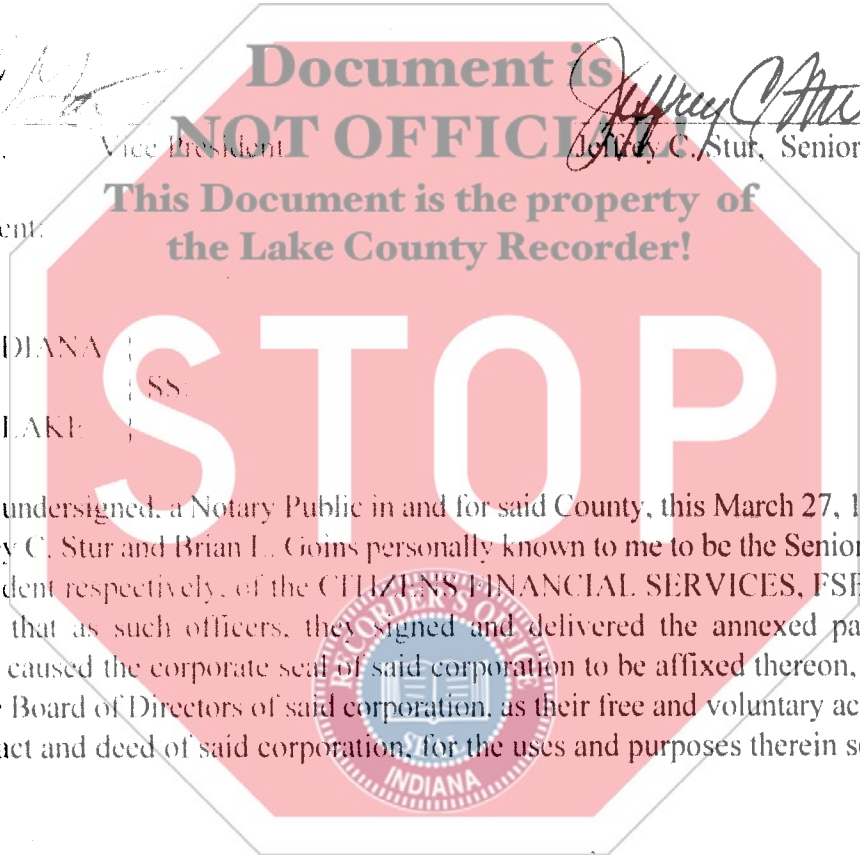 Document is
NOT OFFICIAL!
Vice President Jeffrey C. Stur, Senior
This Document is the property of
ent:
the Lake County Recorder!
DIANA
SS:
LAKE
STOP
undersigned, a Notary Public in and for said County, this March 27, 1
y C. Stur and Brian L. Goins personally known to me to be the Senior
dent respectively, of the CITIZENS FINANCIAL SERVICES, FSB
that as such officers, they signed and delivered the annexed pa
caused the corporate seal of said corporation to be affixed thereon,
Board of Directors of said corporation, as their free and voluntary ac
act and deed of said corporation, for the uses and purposes therein se
RECORDER'S OFFICE
SEAL
INDIANA